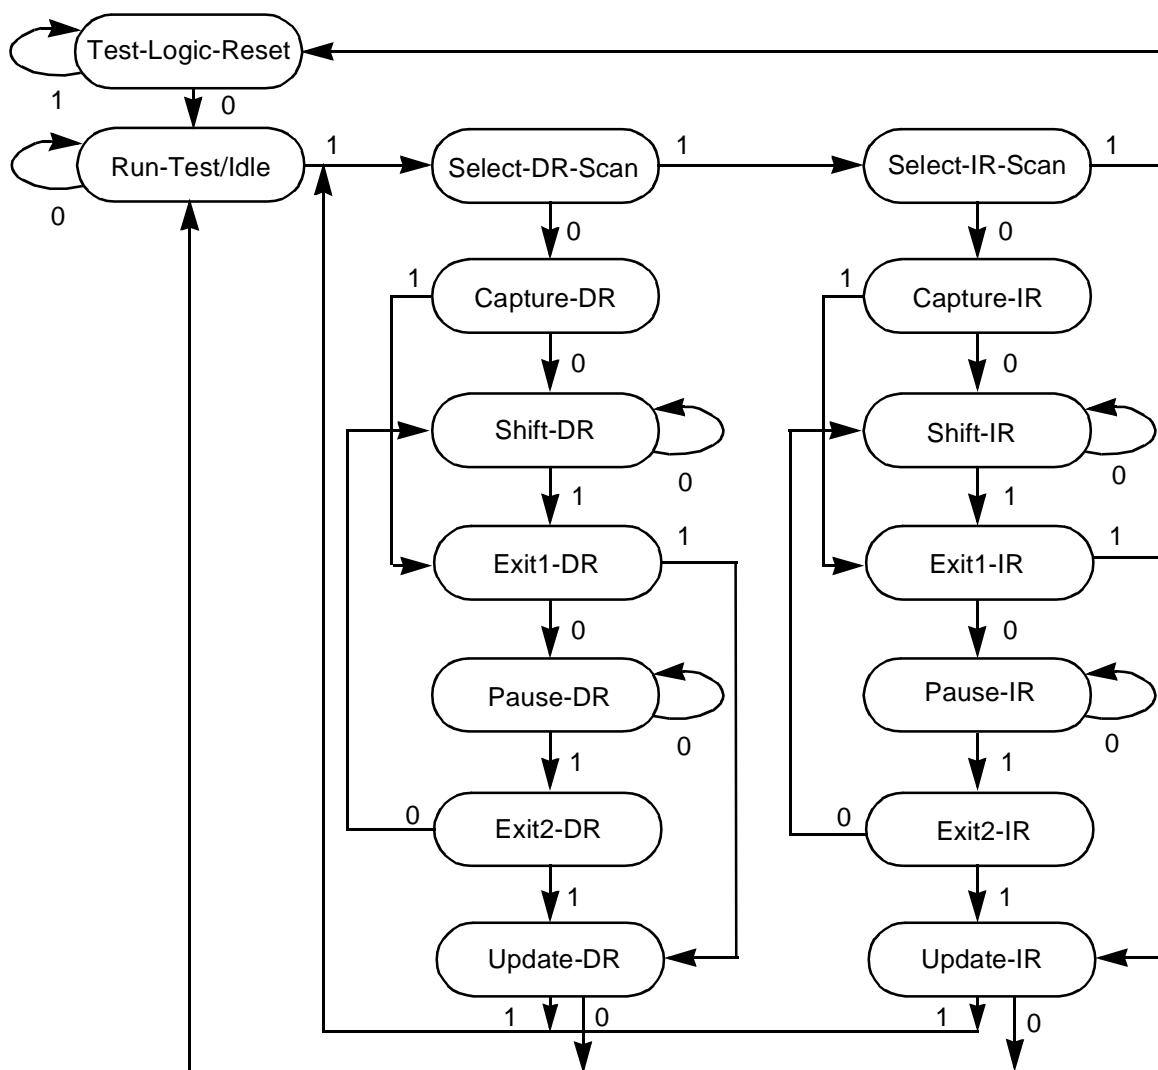 Test-Logic-Reset
1
0
Run-Test/Idle
1
Select-DR-Scan
1
Select-IR-Scan
1
0
0
0
1
Capture-DR
1
Capture-IR
0
0
Shift-DR
Shift-IR
0
0
1
1
Exit1-DR
1
Exit1-IR
1
0
0
Pause-DR
Pause-IR
0
0
1
1
0
Exit2-DR
0
Exit2-IR
1
1
Update-DR
Update-IR
1
0
1
0